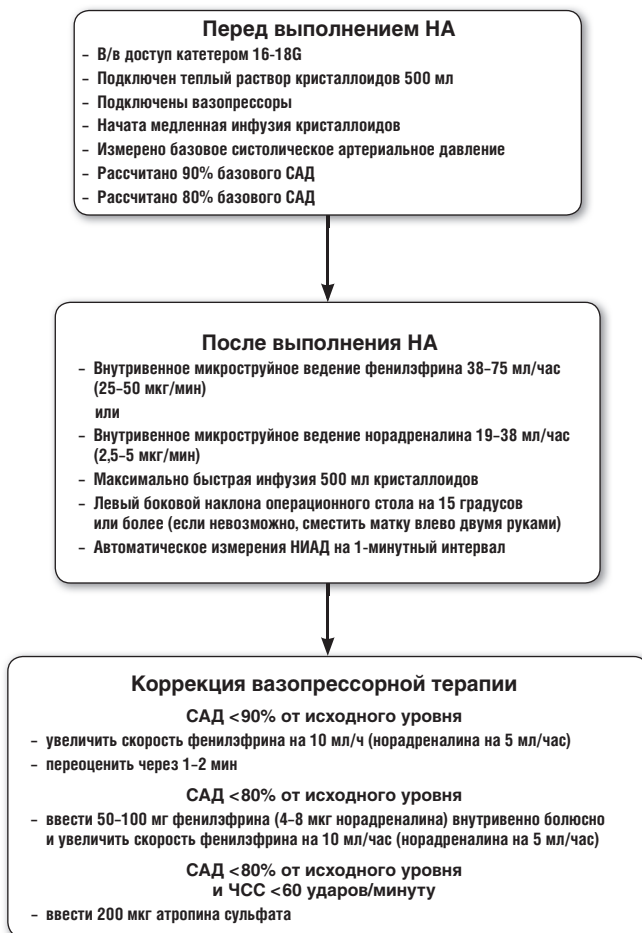 Перед выполнением НА
– В/в доступ катетером 16-18G
– Подключен теплый раствор кристаллоидов 500 мл
– Подключены вазопрессоры
– Начата медленная инфузия кристаллоидов
– Измерено базовое систолическое артериальное давление
– Рассчитано 90% базового САД
– Рассчитано 80% базового САД
После выполнения НА
– Внутривенное микроструйное ведение фенилэфрина 38–75 мл/час
(25–50 мкг/мин)
или
– Внутривенное микроструйное ведение норадреналина 19–38 мл/час
(2,5–5 мкг/мин)
– Максимально быстрая инфузия 500 мл кристаллоидов
– Левый боковой наклона операционного стола на 15 градусов
или более (если невозможно, сместить матку влево двумя руками)
– Автоматическое измерения НИАД на 1-минутный интервал
Коррекция вазопрессорной терапии
САД <90% от исходного уровня
– увеличить скорость фенилэфрина на 10 мл/ч (норадреналина на 5 мл/час)
– переоценить через 1–2 мин
САД <80% от исходного уровня
– ввести 50–100 мг фенилэфрина (4–8 мкг норадреналина) внутривенно болюсно
и увеличить скорость фенилэфрина на 10 мл/час (норадреналина на 5 мл/час)
САД <80% от исходного уровня
и ЧСС <60 ударов/минуту
– ввести 200 мкг атропина сульфата